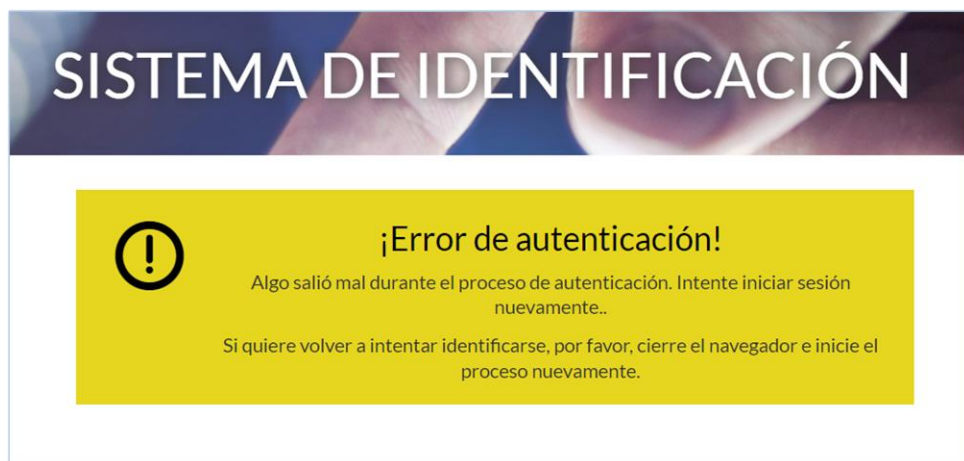 SISTEMA DE IDENTIFICACIÓN
¡Error de autenticación!
Algo salió mal durante el proceso de autenticación. Intente iniciar sesión
nuevamente..
Si quiere volver a intentar identificarse, por favor, cierre el navegador e inicie el
proceso nuevamente.